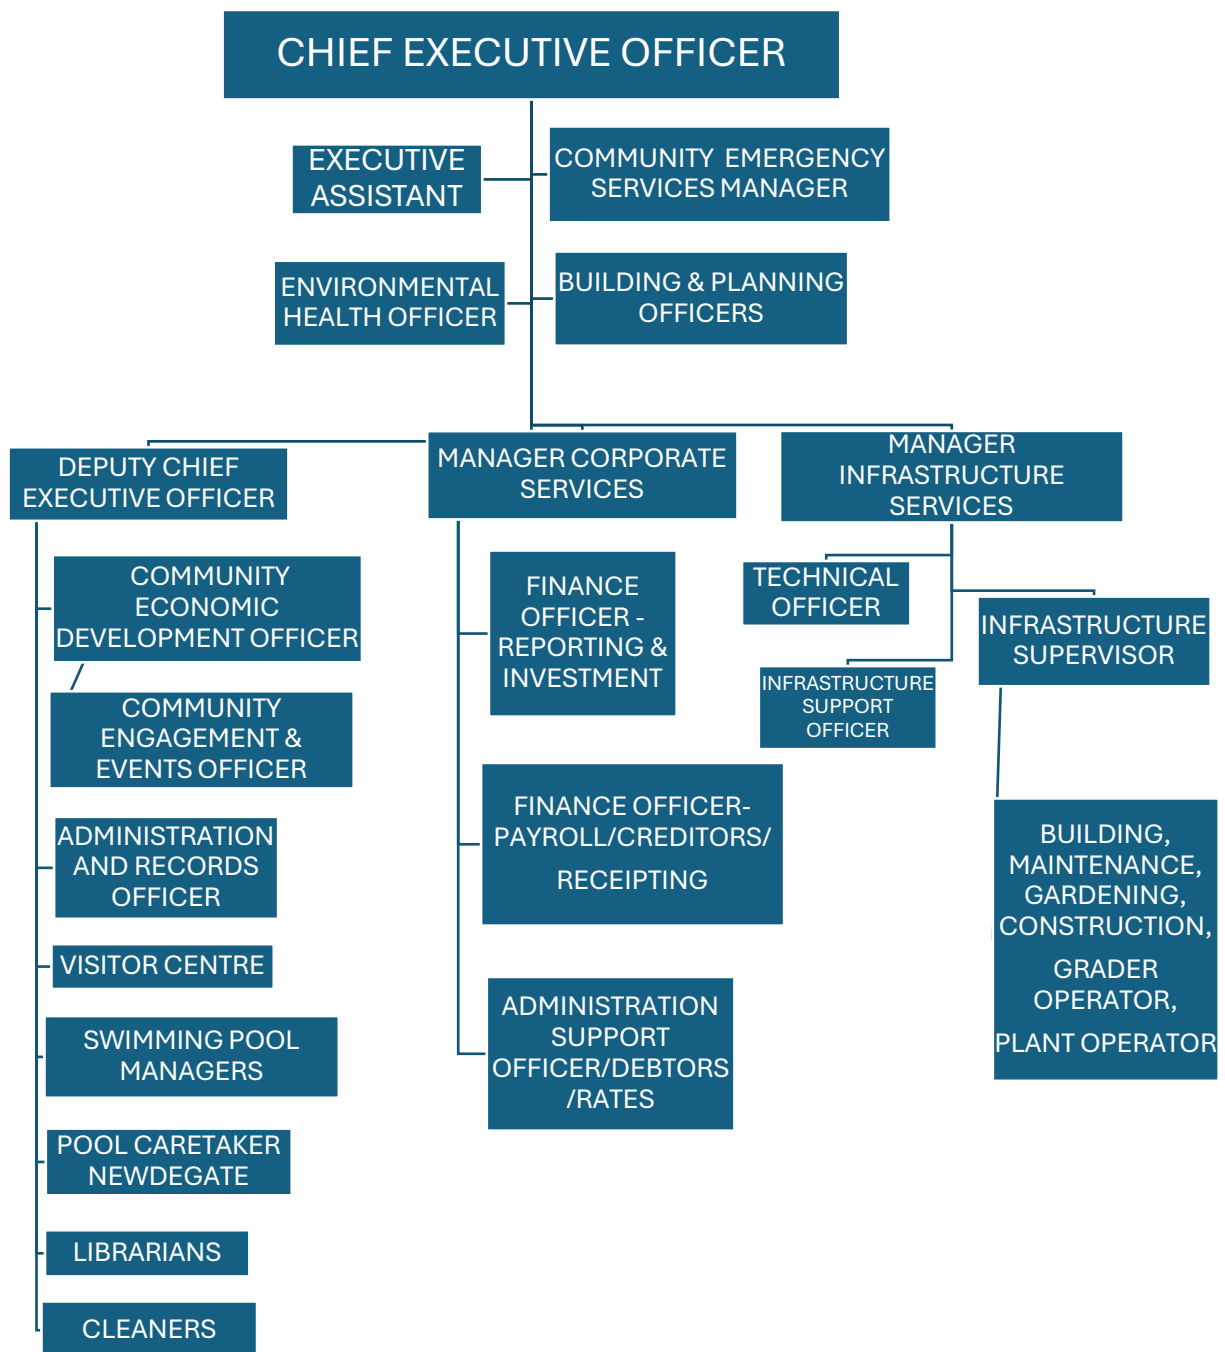 CHIEF EXECUTIVE OFFICER
EXECUTIVE
ASSISTANT
COMMUNITY EMERGENCY
SERVICES MANAGER
ENVIRONMENTAL
HEALTH OFFICER
BUILDING & PLANNING
OFFICERS
DEPUTY CHIEF
EXECUTIVE OFFICER
MANAGER CORPORATE
SERVICES
MANAGER
INFRASTRUCTURE
SERVICES
COMMUNITY
ECONOMIC
DEVELOPMENT OFFICER
COMMUNITY
ENGAGEMENT &
EVENTS OFFICER
ADMINISTRATION
AND RECORDS
OFFICER
VISITOR CENTRE
SWIMMING POOL
MANAGERS
POOL CARETAKER
NEWDEGATE
LIBRARIANS
CLEANERS
FINANCE
OFFICER -
REPORTING &
INVESTMENT
FINANCE OFFICER-
PAYROLL/CREDITORS/
RECEIPTING
ADMINISTRATION
SUPPORT
OFFICER/DEBTORS
/RATES
TECHNICAL
OFFICER
INFRASTRUCTURE
SUPPORT
OFFICER
INFRASTRUCTURE
SUPERVISOR
BUILDING,
MAINTENANCE,
GARDENING,
CONSTRUCTION,
GRADER
OPERATOR,
PLANT OPERATOR